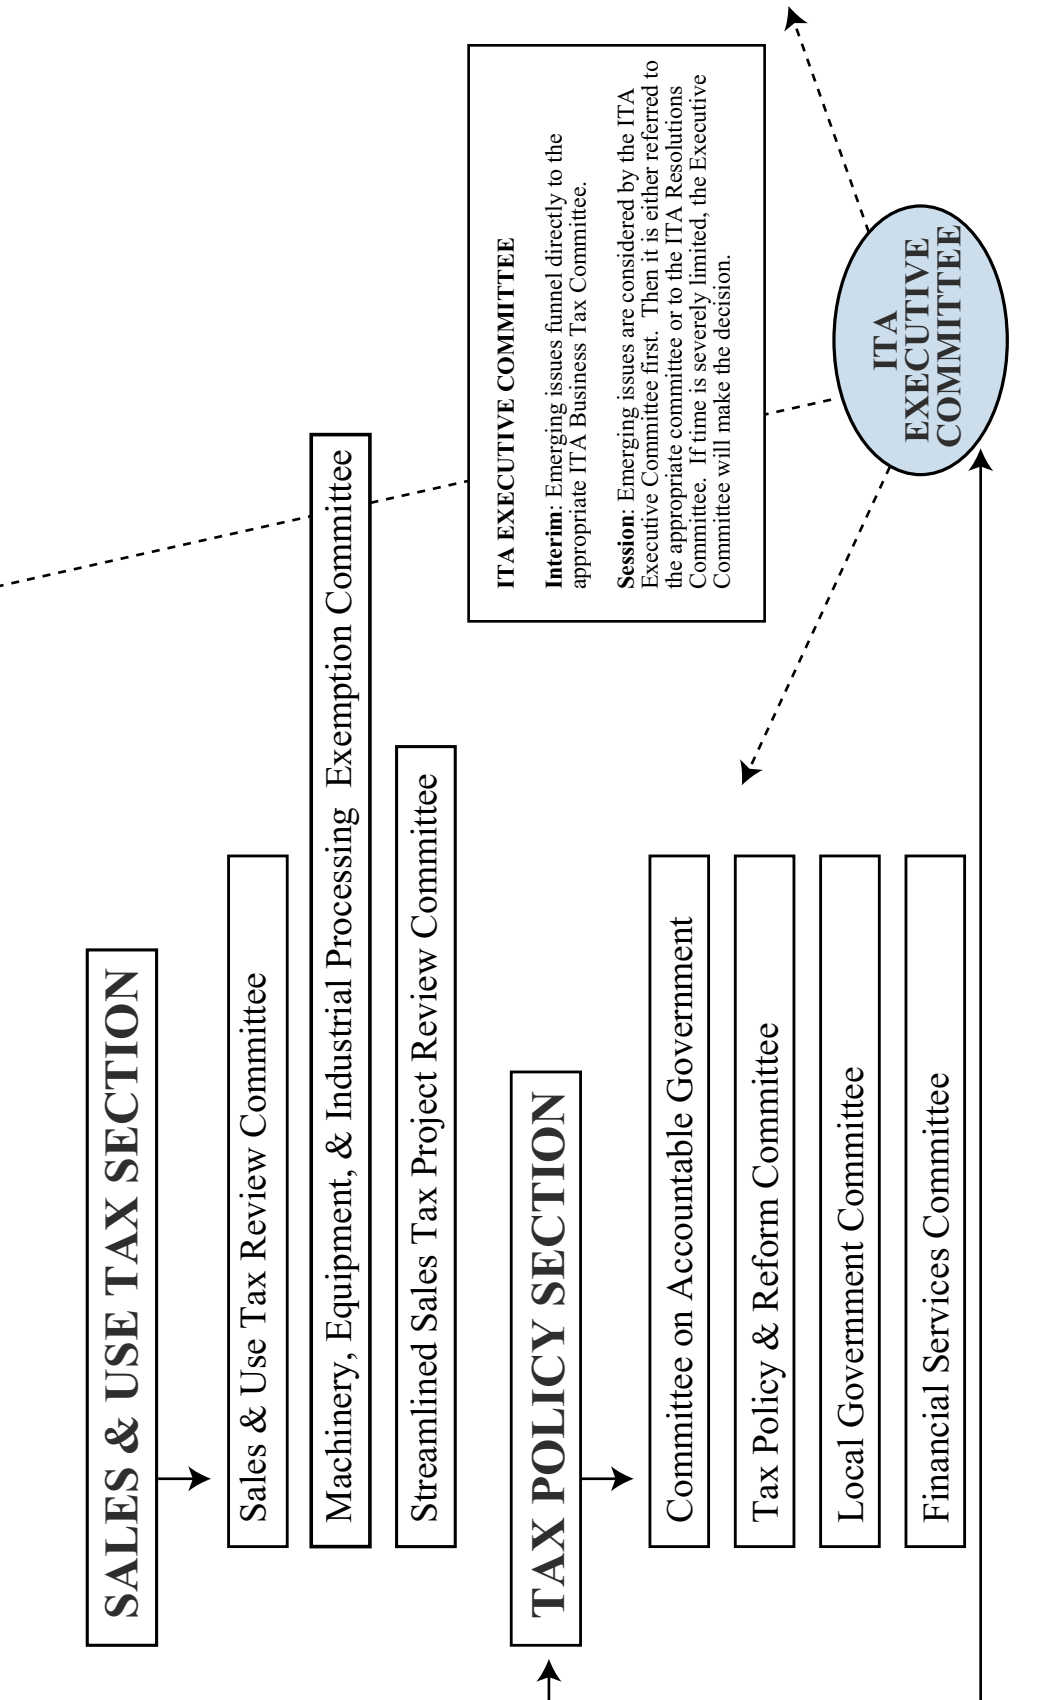 SALES & USE TAX SECTION
Sales & Use Tax Review Committee
Machinery, Equipment, & Industrial Processing  Exemption Committee
Streamlined Sales Tax Project Review Committee
ITA EXECUTIVE COMMITTEE
Interim: Emerging issues funnel directly to the
appropriate ITA Business Tax Committee.
Session: Emerging issues are considered by the ITA
Executive Committee first.  Then it is either referred to
the appropriate committee or to the ITA Resolutions
Committee.  If time is severely limited, the Executive
Committee will make the decision.
TAX POLICY SECTION
Committee on Accountable Government
Tax Policy & Reform Committee
Local Government Committee
Financial Services Committee
ITA
EXECUTIVE
COMMITTEE